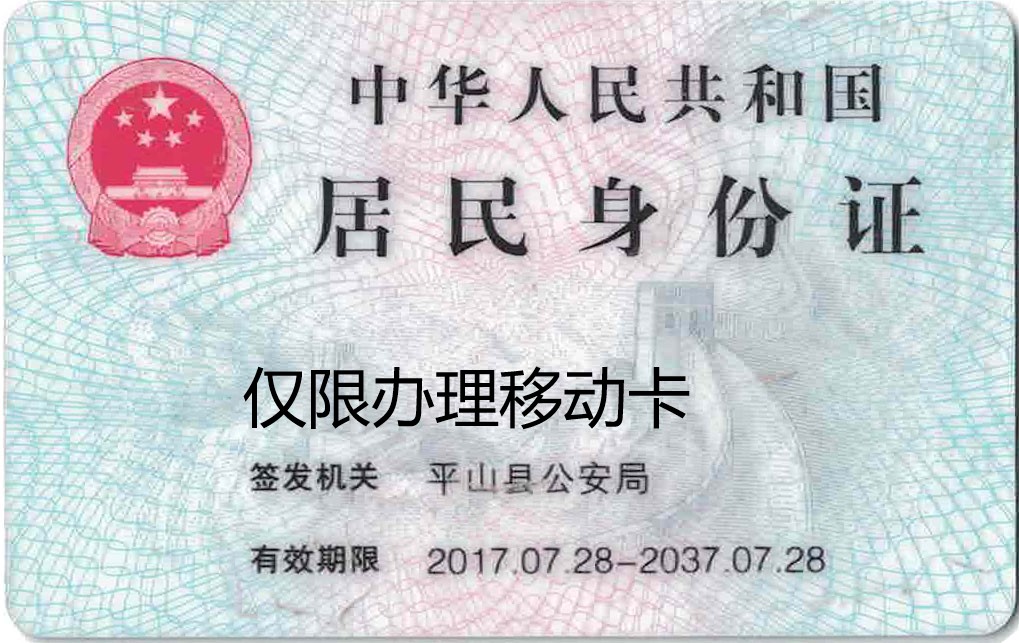 中华人民共和国
居民身份证
仅限办理移动卡
签发机关 平山县公安局
有效期限 2017.07.28-2037.07.28